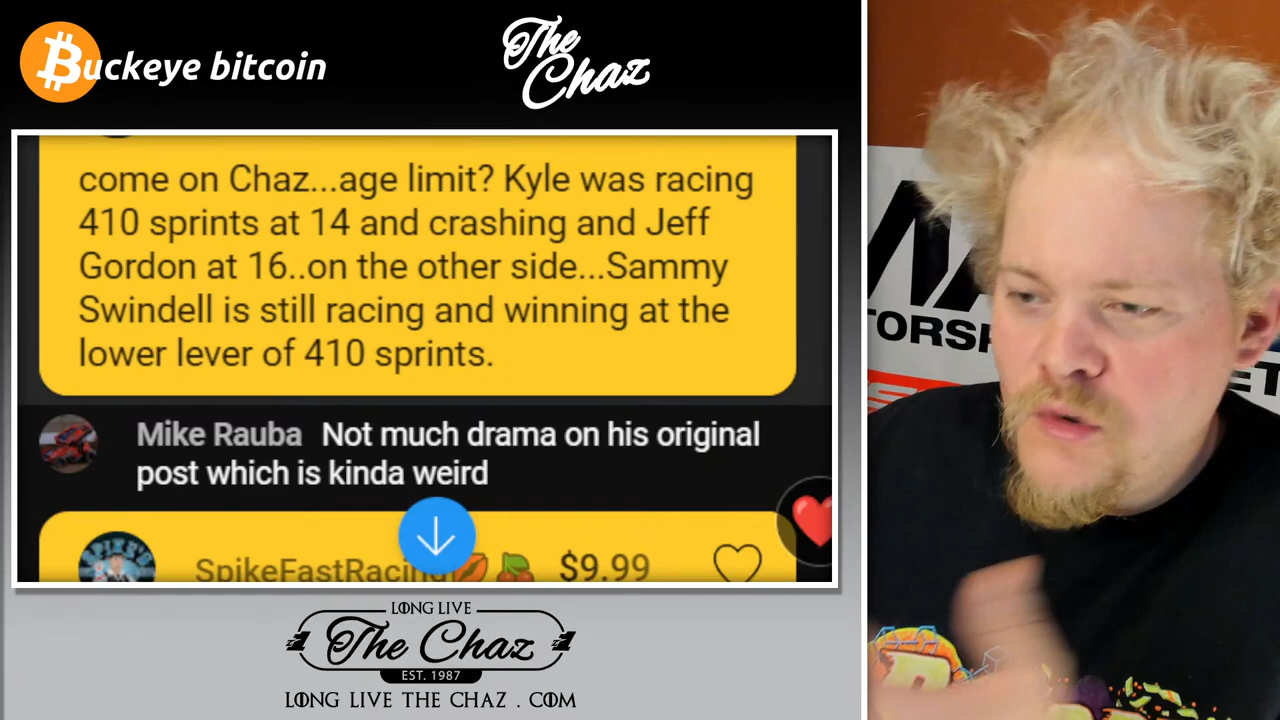 Buckeye bitcoin
The
Chaz
come on Chaz...age limit? Kyle was racing
410 sprints at 14 and crashing and Jeff
Gordon at 16..on the other side...Sammy
Swindell is still racing and winning at the
lower lever of 410 sprints.
Mike Rauba Not much drama on his original
post which is kinda weird
SpikeFastRacing $9.99
LONG LIVE
The Chaz
EST. 1987
LONG LIVE THE CHAZ . COM